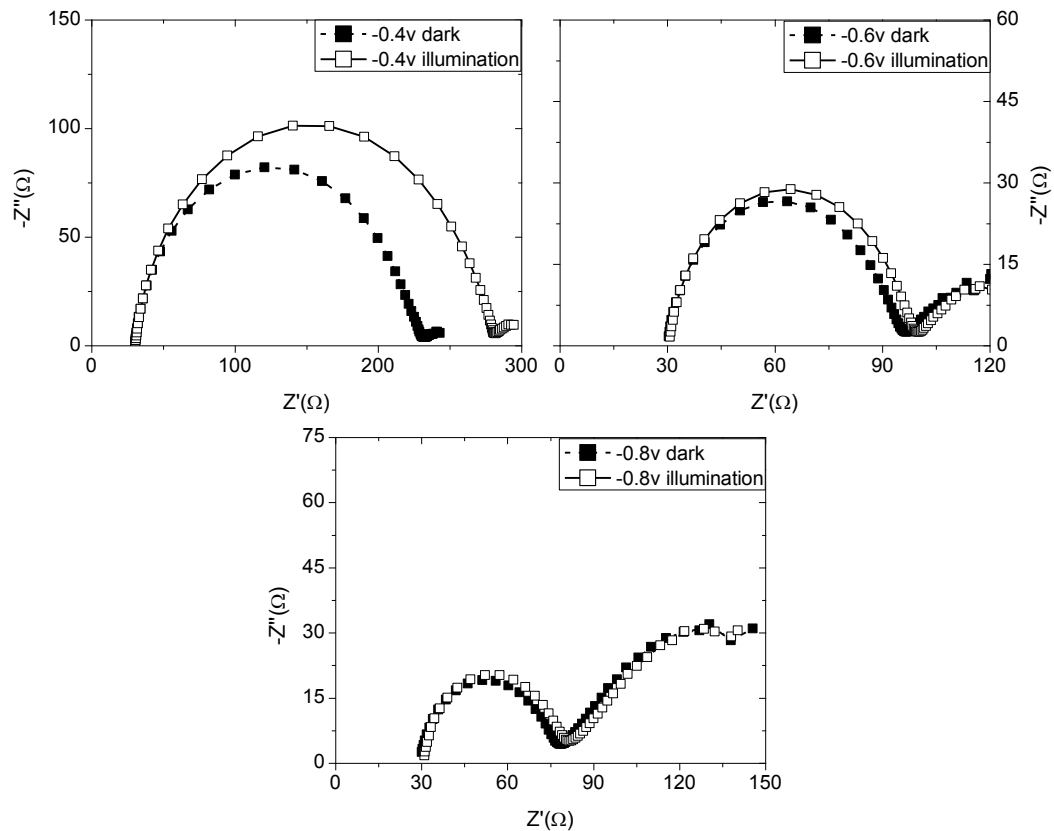 -0.4v dark
-0.4v illumination
150
100
50
0
-Z"(Ω)
0 100 200 300
Z'(Ω)
-0.6v dark
-0.6v illumination
60
45
30
15
0
-Z"(Ω)
0 30 60 90 120
Z'(Ω)
-0.8v dark
-0.8v illumination
75
60
45
30
15
0
-Z"(Ω)
0 30 60 90 120 150
Z'(Ω)